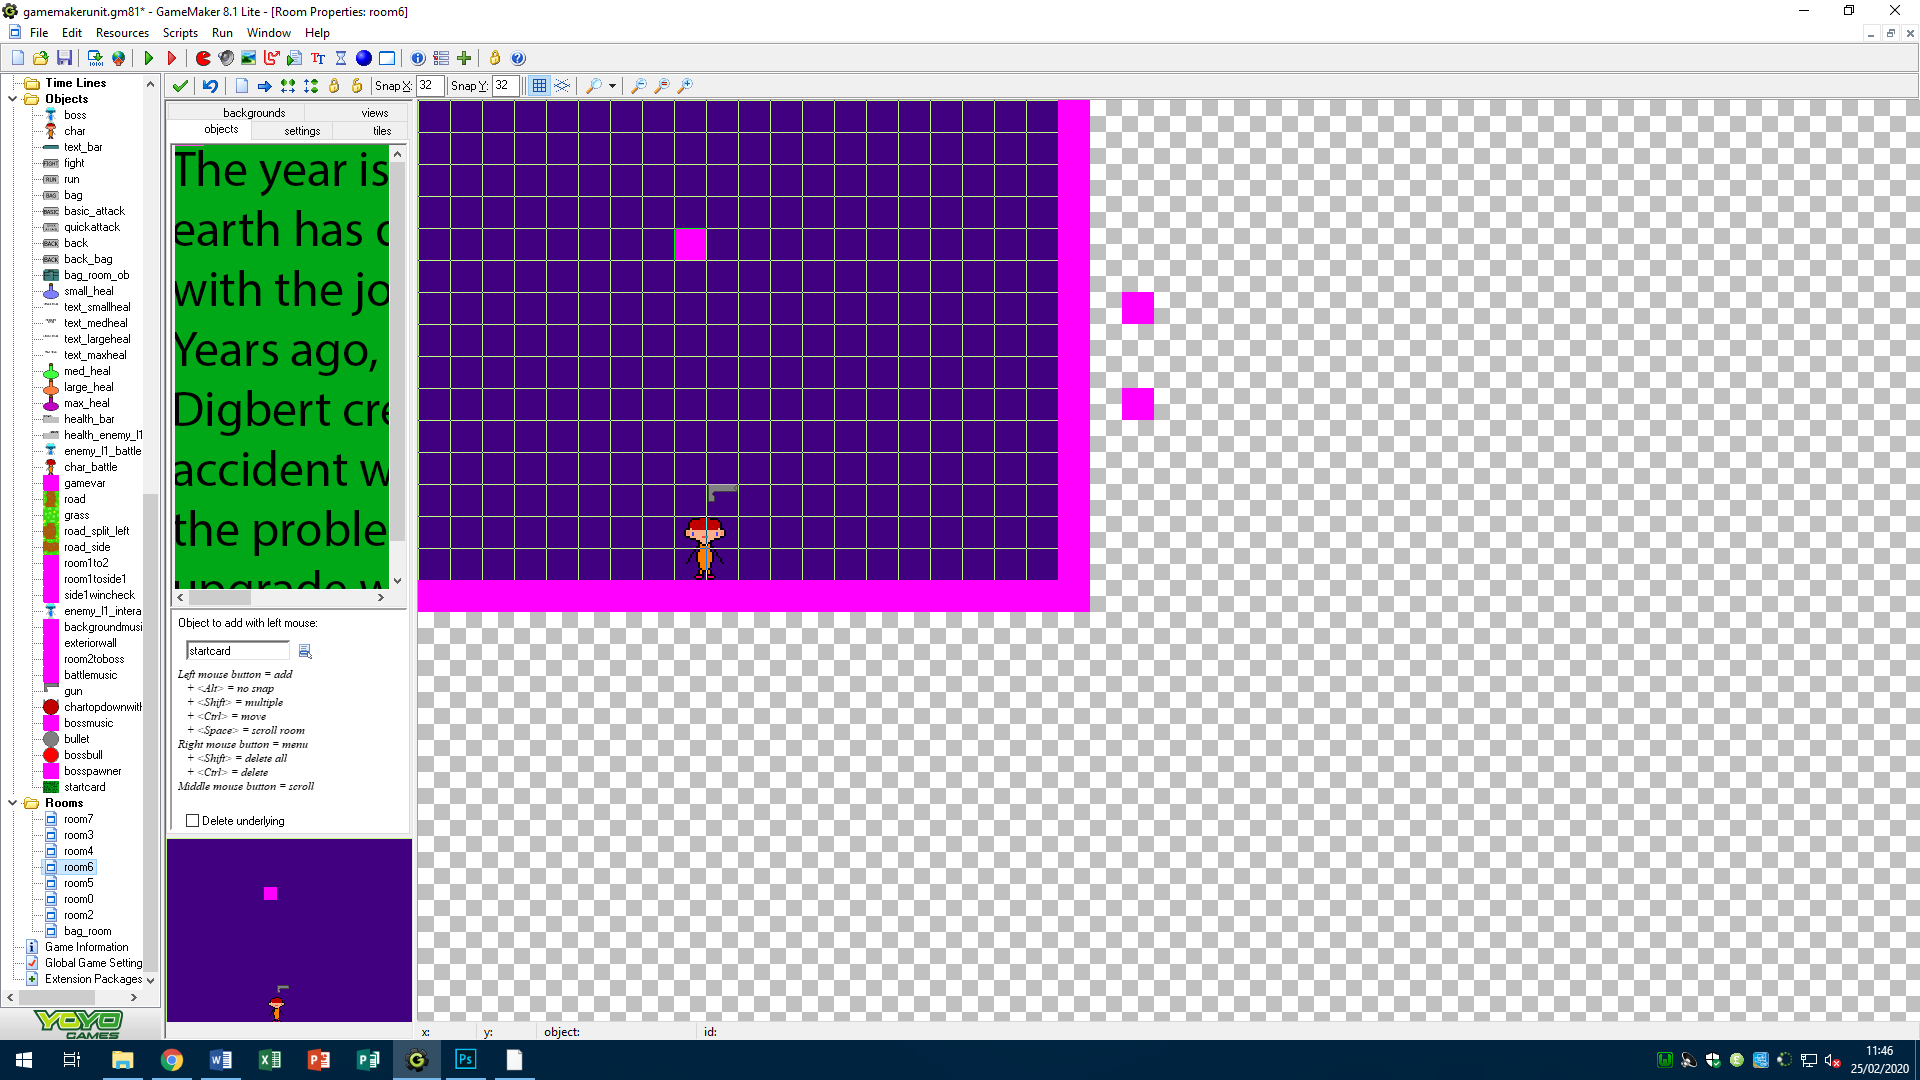 gamemakerunit.gm81* - GameMaker 8.1 Lite - [Room Properties: room6]
File Edit Resources Scripts Run Window Help
Snap X: 32 Snap Y: 32
Time Lines
Objects
boss
char
text_bar
fight
run
bag
basic_attack
quickattack
back
back_bag
bag_room_ob
small_heal
text_smallheal
text_medheal
text_largeheal
text_maxheal
med_heal
large_heal
max_heal
health_bar
health_enemy_l1
enemy_l1_battle
char_battle
gamevar
road
grass
road_split_left
road_side
room1to2
room1toside1
side1wincheck
enemy_l1_intera
backgroundmusi
exteriorwall
room2toboss
battlemusic
gun
chartopdownwith
bossmusic
bullet
bossbull
bosspawner
startcard
Rooms
room7
room3
room4
room6
room5
room0
room2
bag_room
Game Information
Global Game Setting
Extension Packages
YOYO
GAMES
backgrounds views
objects settings tiles
The year is
earth has c
with the jo
Years ago,
Digbert cre
accident w
the proble
upgrade w
Object to add with left mouse:
startcard
Left mouse button = add
+ <Alt> = no snap
+ <Shift> = multiple
+ <Ctrl> = move
+ <Space> = scroll room
Right mouse button = menu
+ <Shift> = delete all
+ <Ctrl> = delete
Middle mouse button = scroll
Delete underlying
x: y: object: id:
11:46
25/02/2020